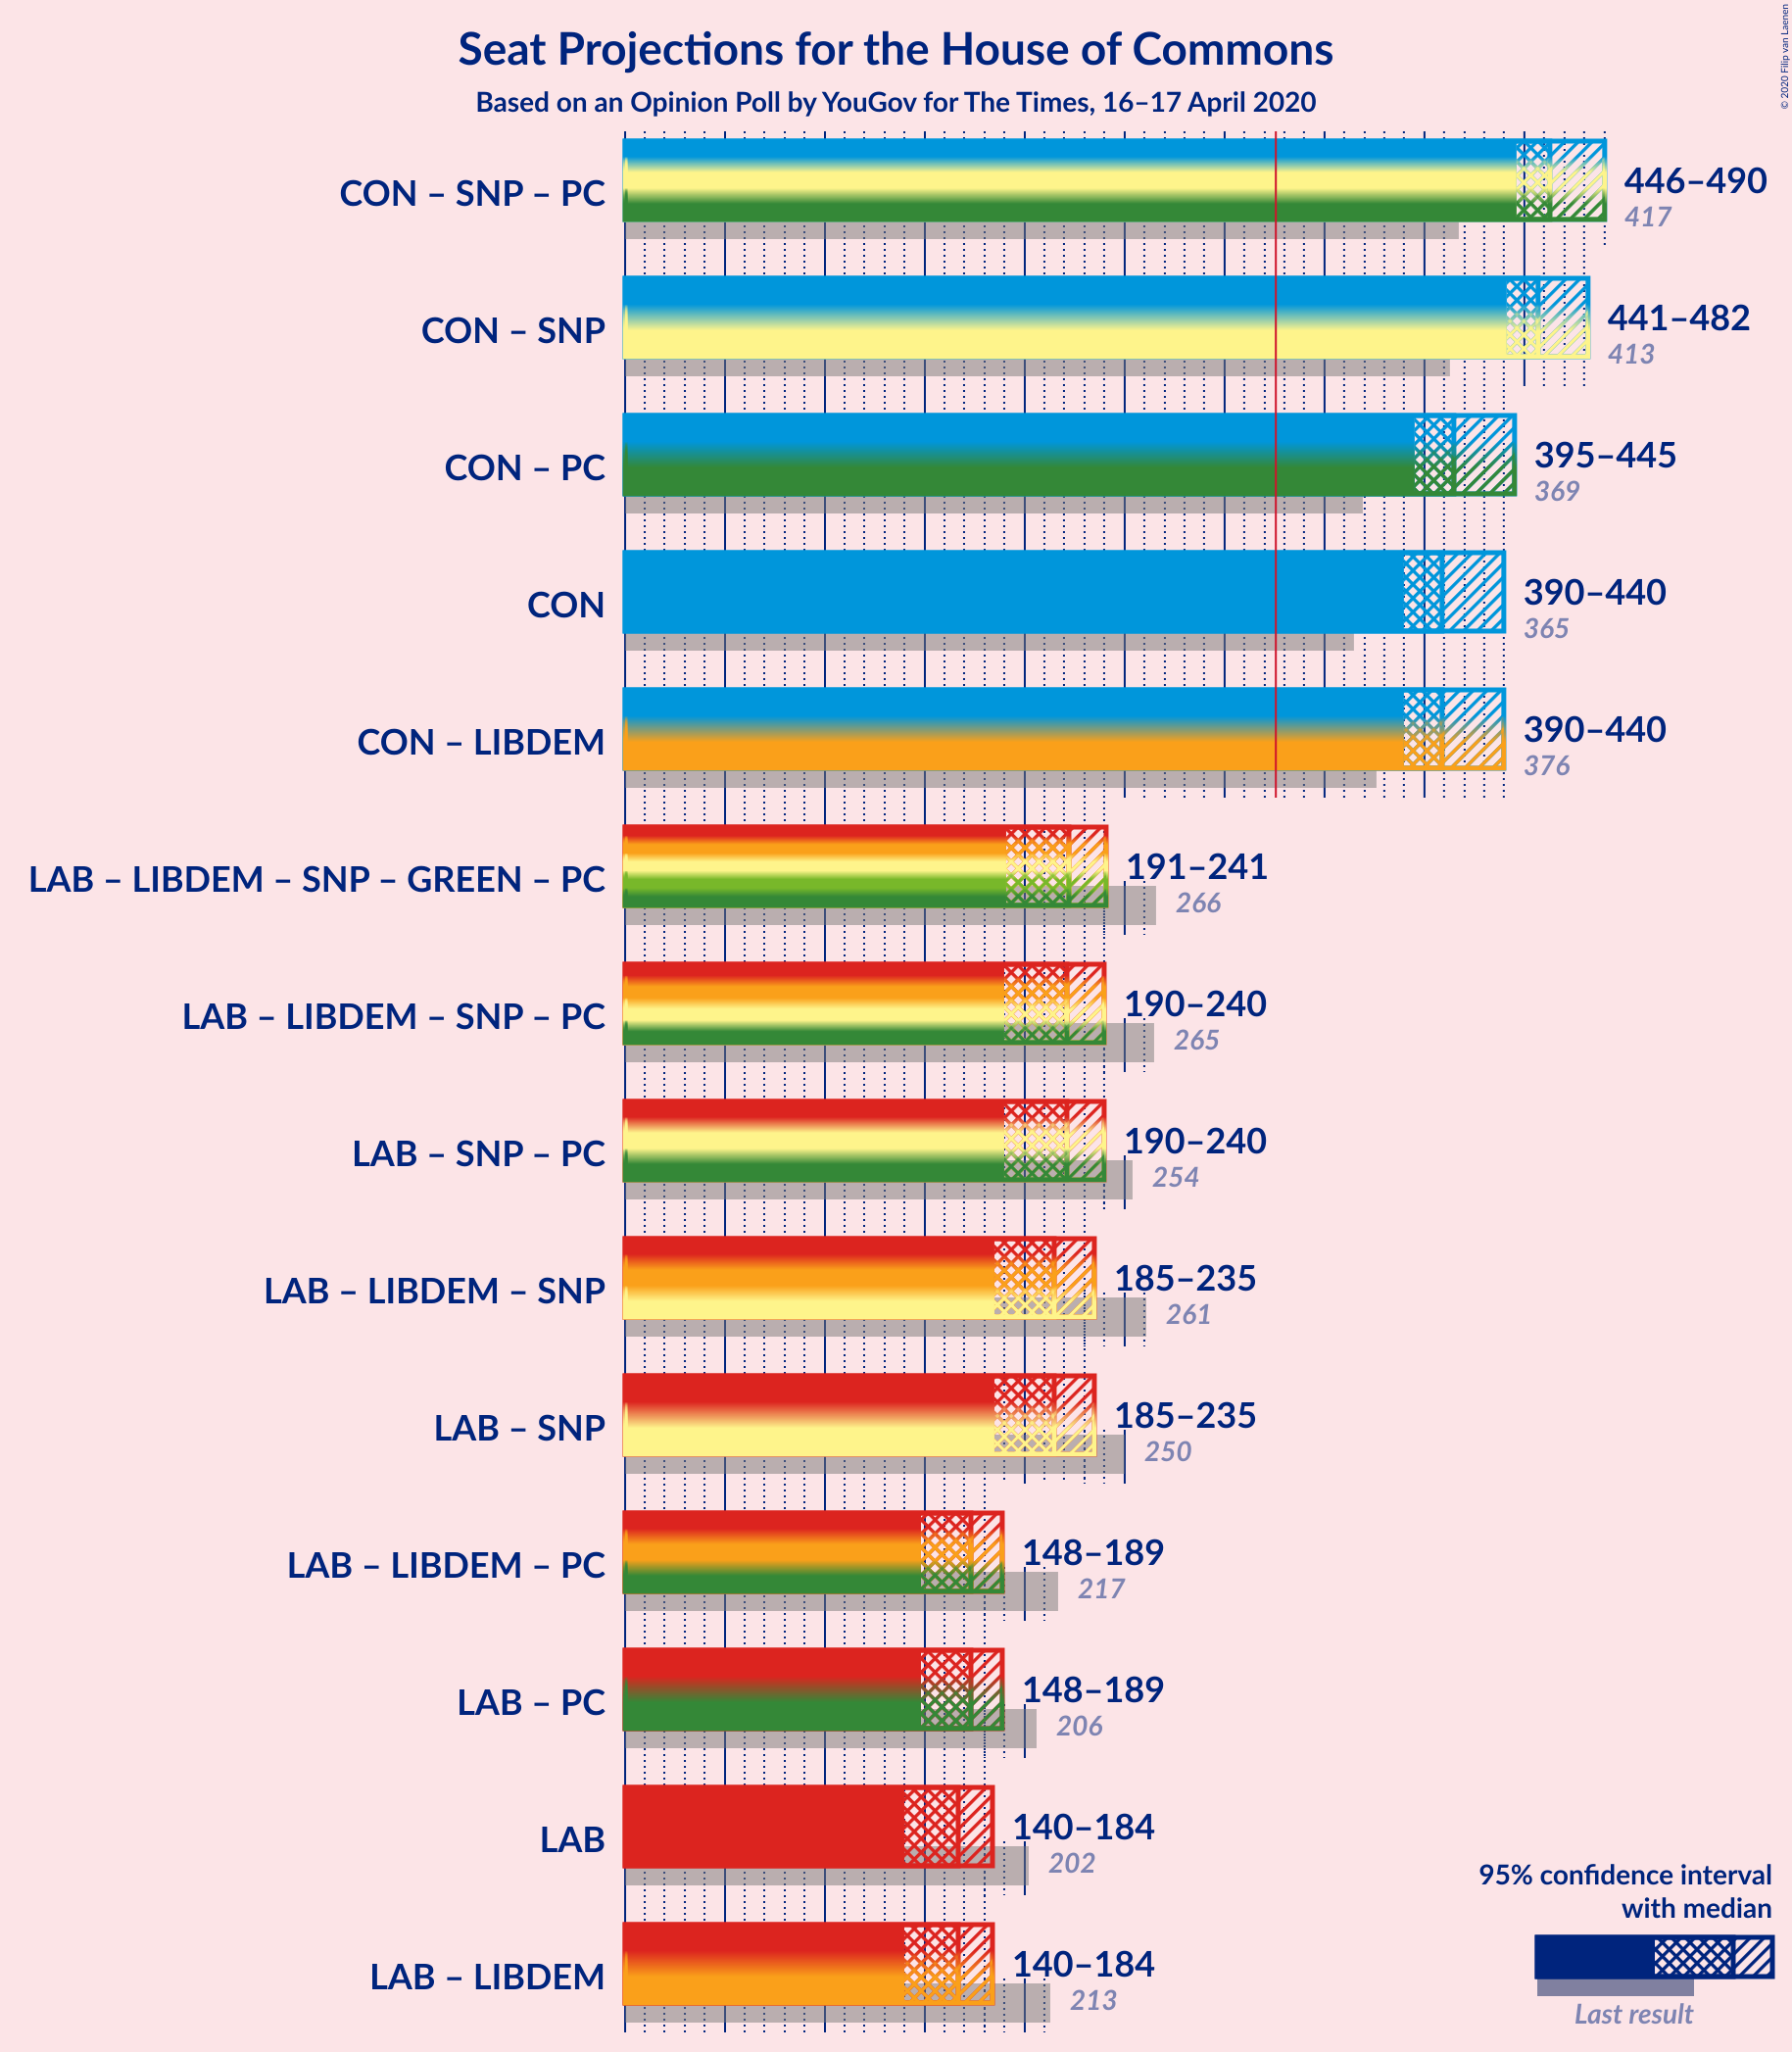 Seat Projections for the House of Commons
Based on an Opinion Poll by YouGov for The Times, 16–17 April 2020
© 2020 Filip van Laenen
CON – SNP – PC
446–490
417
CON – SNP
441–482
413
CON – PC
395–445
369
CON
390–440
365
CON – LIBDEM
390–440
376
LAB – LIBDEM – SNP – GREEN – PC
191–241
266
LAB – LIBDEM – SNP – PC
190–240
265
LAB – SNP – PC
190–240
254
LAB – LIBDEM – SNP
185–235
261
LAB – SNP
185–235
250
LAB – LIBDEM – PC
148–189
217
LAB – PC
148–189
206
LAB
140–184
202
LAB – LIBDEM
140–184
213
95% confidence interval
with median
Last result